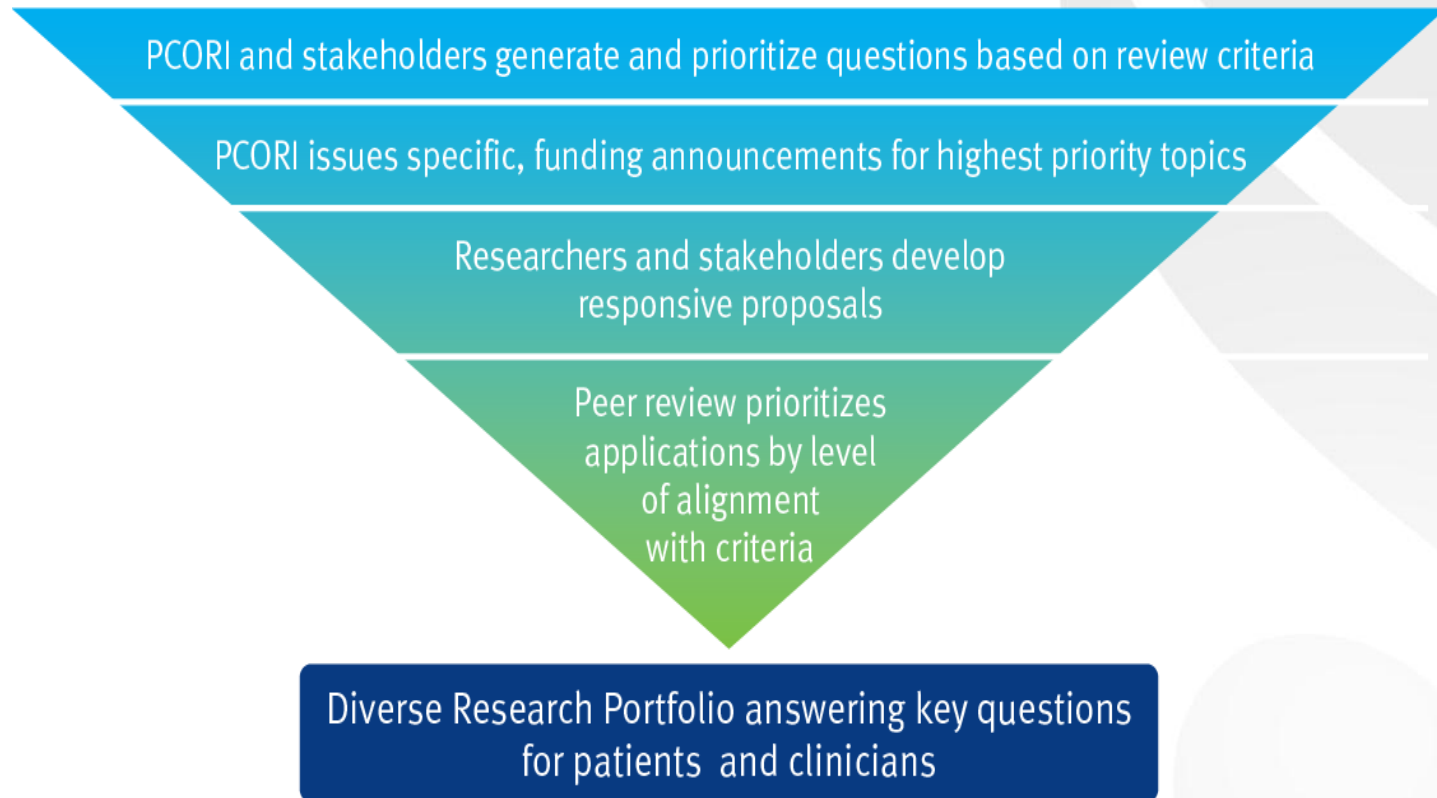 PCORI and stakeholders generate and prioritize questions based on review criteria
PCORI issues specific, funding announcements for highest priority topics
Researchers and stakeholders develop
responsive proposals
Peer review prioritizes
applications by level
of alignment
with criteria
Diverse Research Portfolio answering key questions
for patients  and clinicians